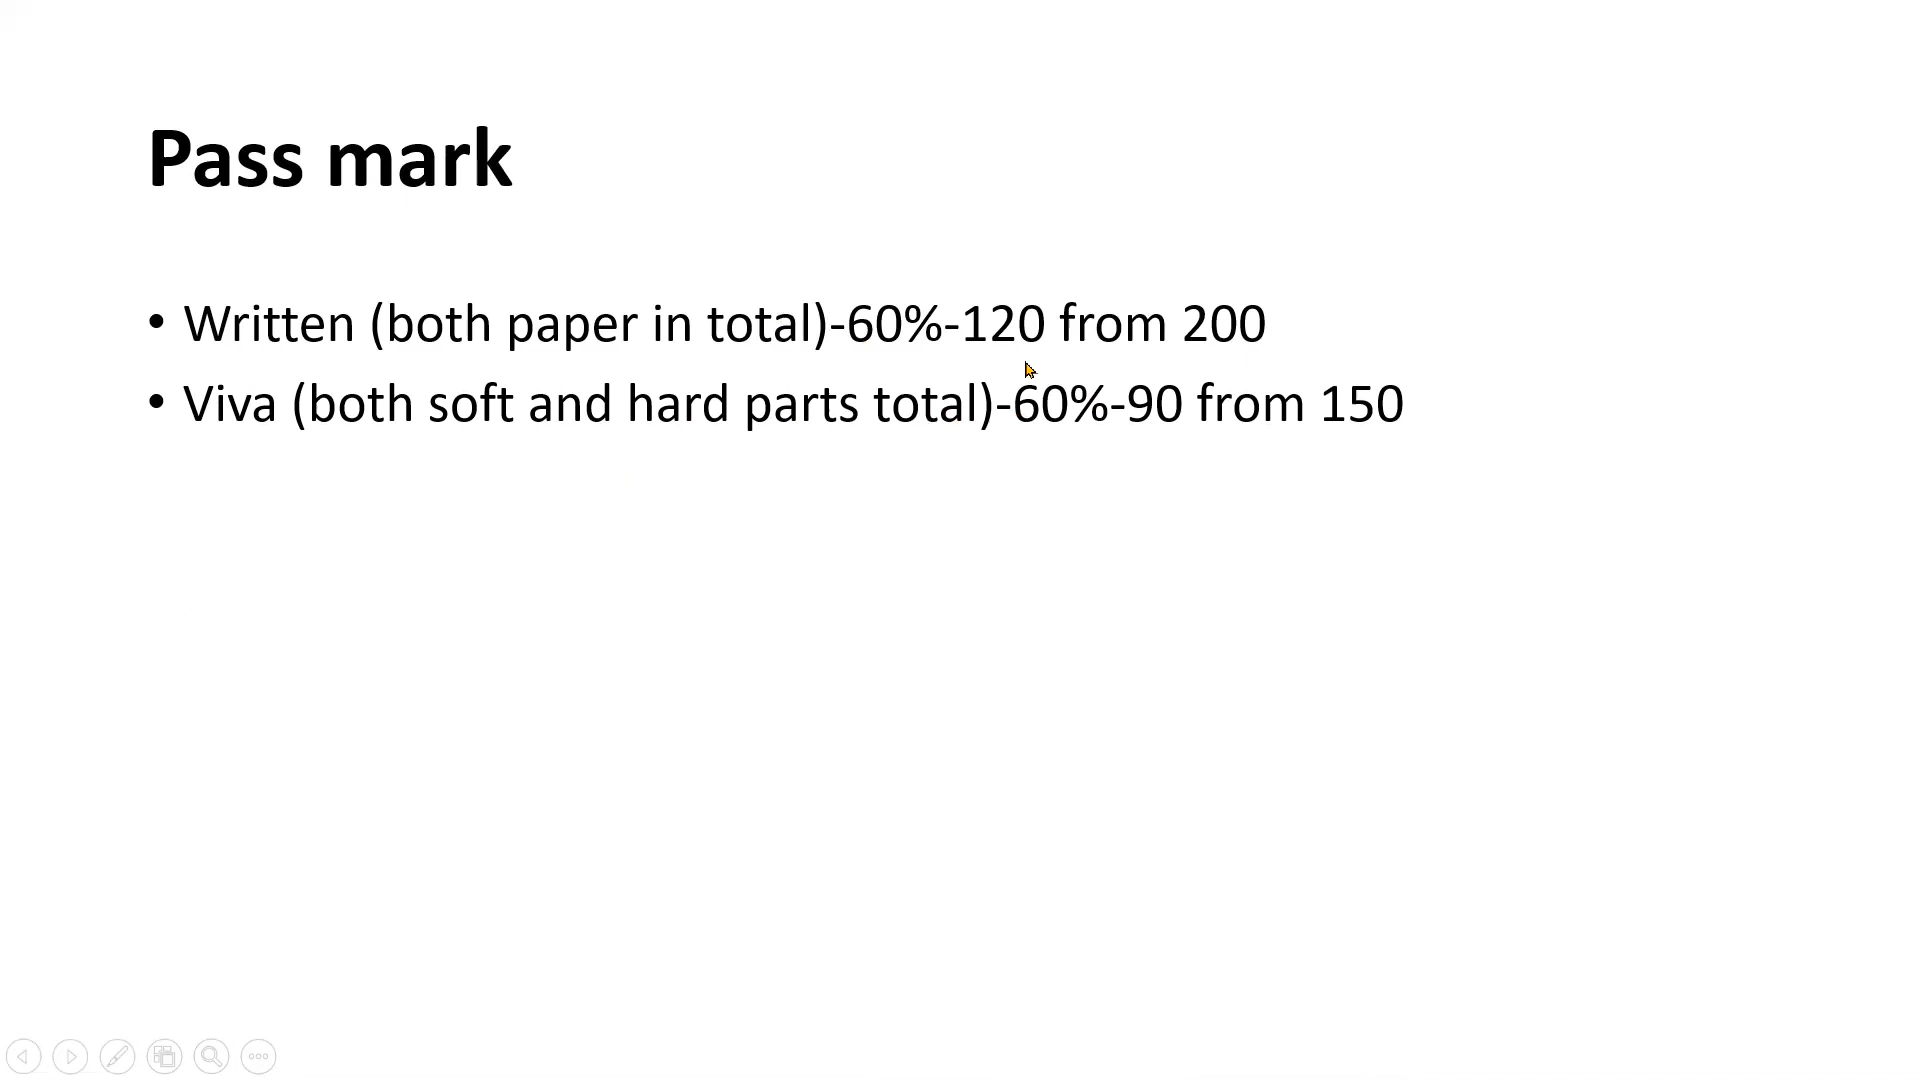 Pass mark
• Written (both paper in total)-60%-120 from 200
• Viva (both soft and hard parts total)-60%-90 from 150